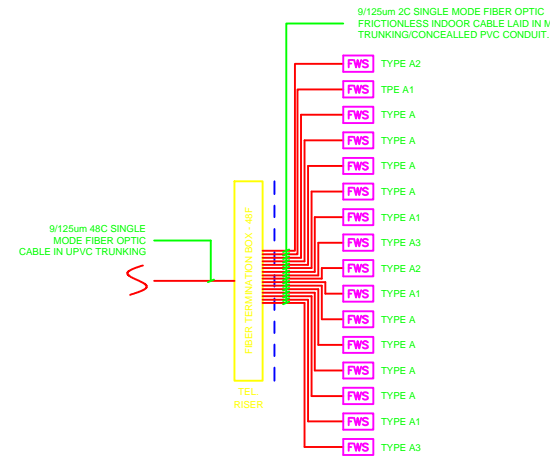 9/125um 2C SINGLE MODE FIBER OPTIC
FRICTIONLESS INDOOR CABLE LAID IN M
TRUNKING/CONCEALLED PVC CONDUIT.
FWS TYPE A2
FWS TPE A1
FWS TYPE A
FWS TYPE A
FWS TYPE A
FWS TYPE A
FWS TYPE A1
FWS TYPE A3
FWS TYPE A2
FWS TYPE A1
FWS TYPE A
FWS TYPE A
FWS TYPE A
FWS TYPE A
FWS TYPE A1
FWS TYPE A3
9/125um 48C SINGLE
MODE FIBER OPTIC
CABLE IN UPVC TRUNKING
FIBER TERMINATION BOX - 48F
TEL
RISER